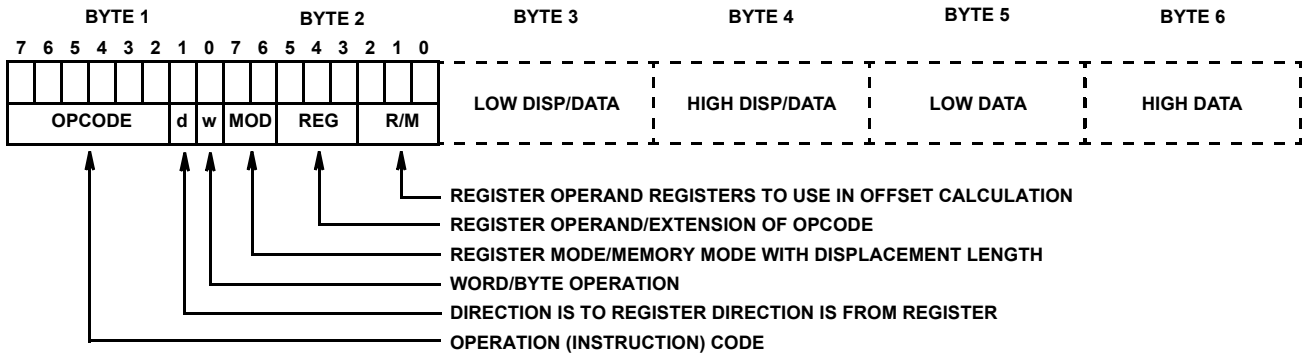 BYTE 1 BYTE 2 BYTE 3 BYTE 4 BYTE 5 BYTE 6
7 6 5 4 3 2 1 0 7 6 5 4 3 2 1 0
LOW DISP/DATA HIGH DISP/DATA LOW DATA HIGH DATA
OPCODE d w MOD REG R/M
REGISTER OPERAND REGISTERS TO USE IN OFFSET CALCULATION
REGISTER OPERAND/EXTENSION OF OPCODE
REGISTER MODE/MEMORY MODE WITH DISPLACEMENT LENGTH
WORD/BYTE OPERATION
DIRECTION IS TO REGISTER DIRECTION IS FROM REGISTER
OPERATION (INSTRUCTION) CODE